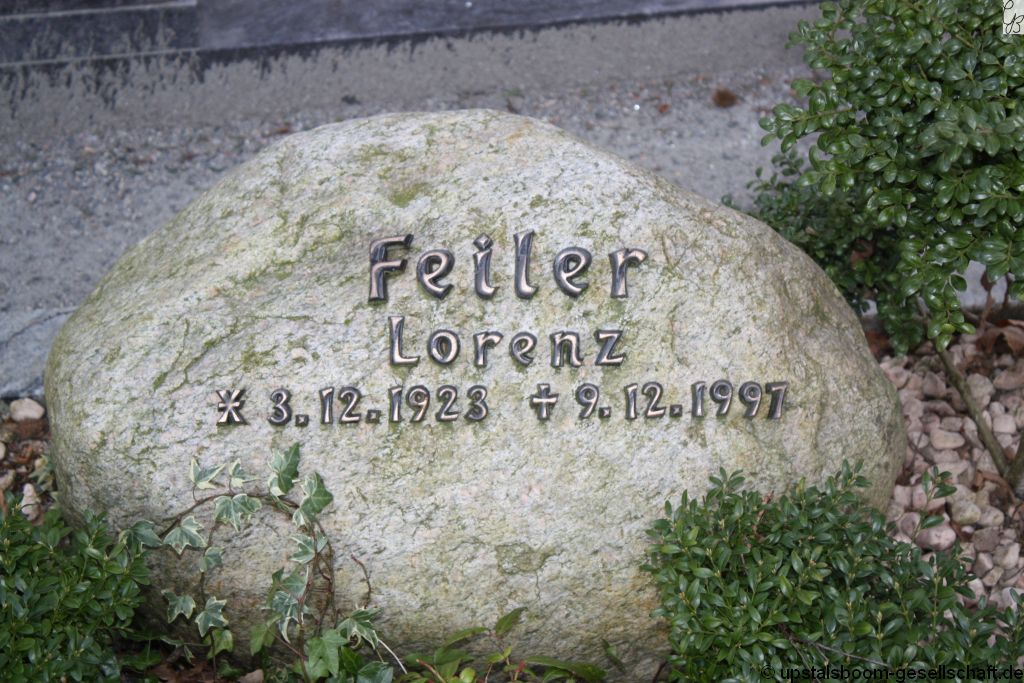 Feiler
Lorenz
* 3.12.1923 † 9.12.1997
© upstalsboom-gesellschaft.de